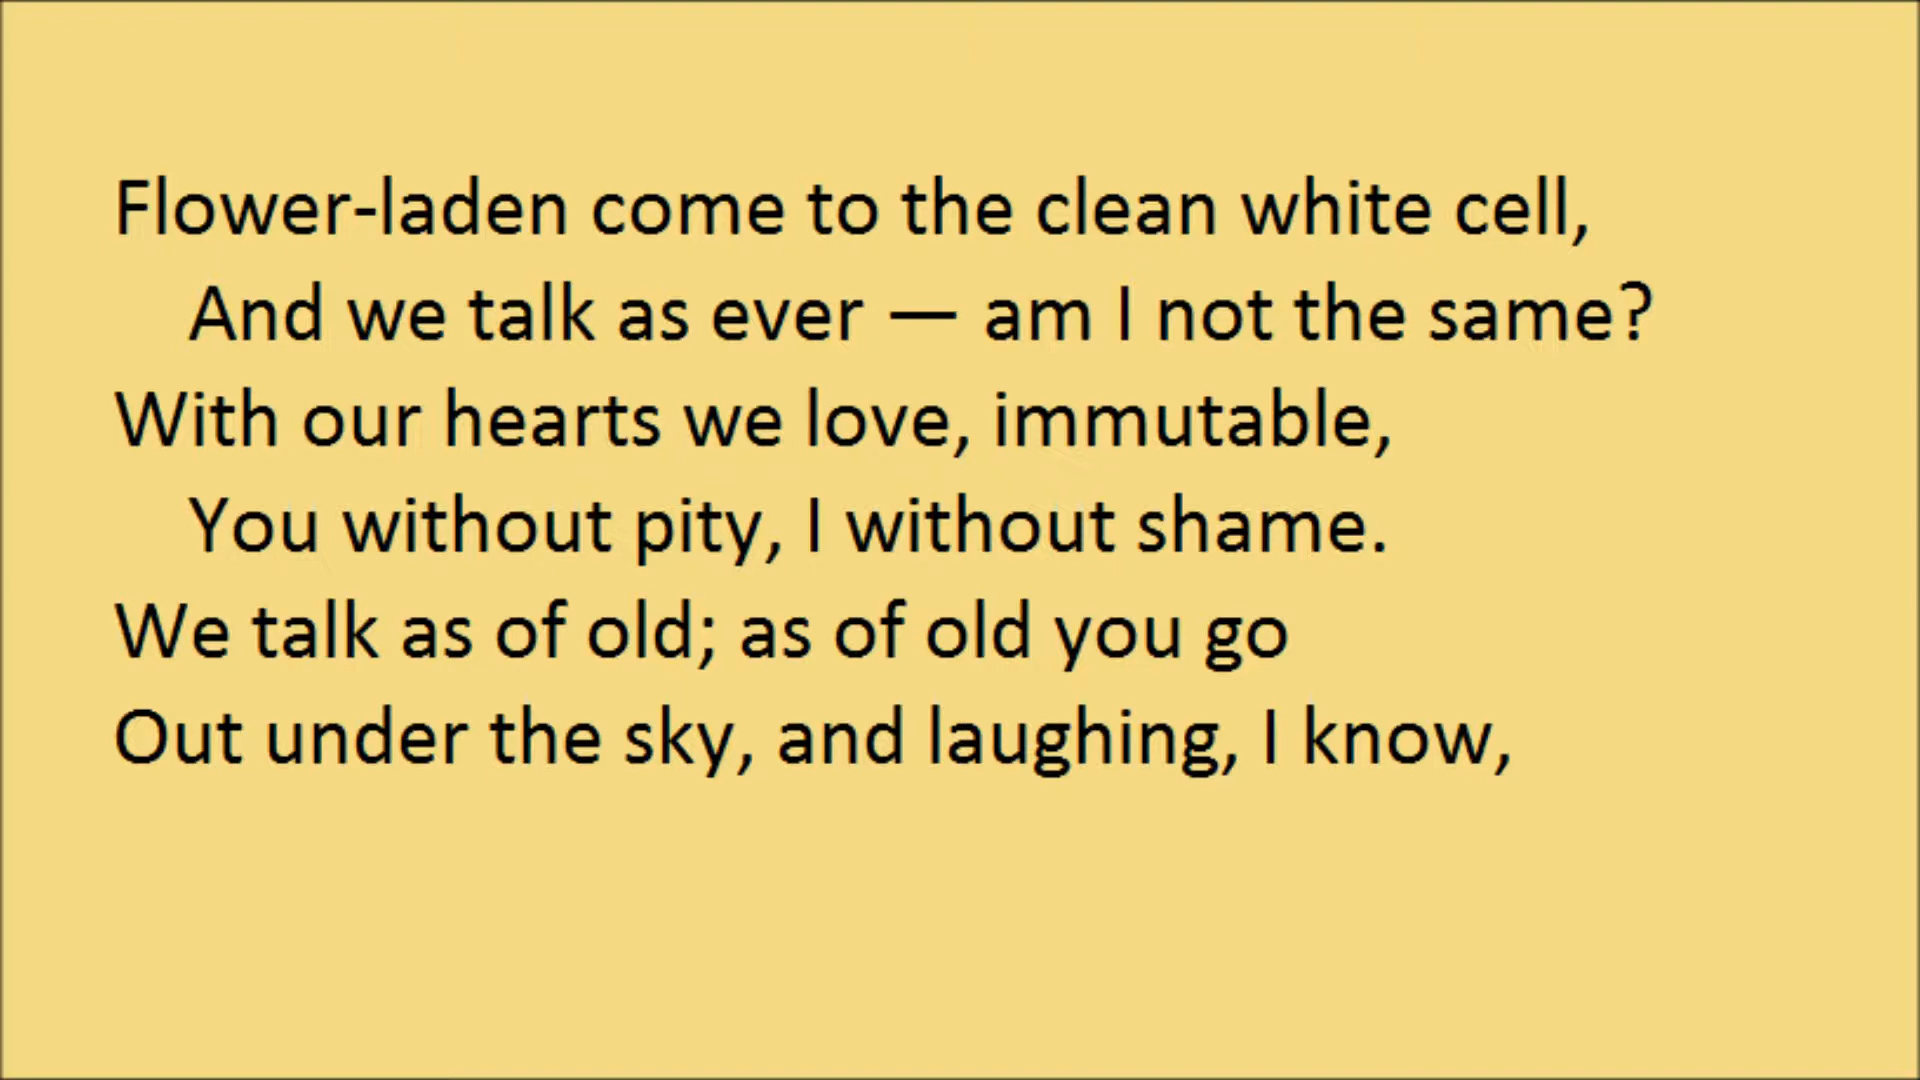 Flower-laden come to the clean white cell,
And we talk as ever — am I not the same?
With our hearts we love, immutable,
You without pity, I without shame.
We talk as of old; as of old you go
Out under the sky, and laughing, I know,